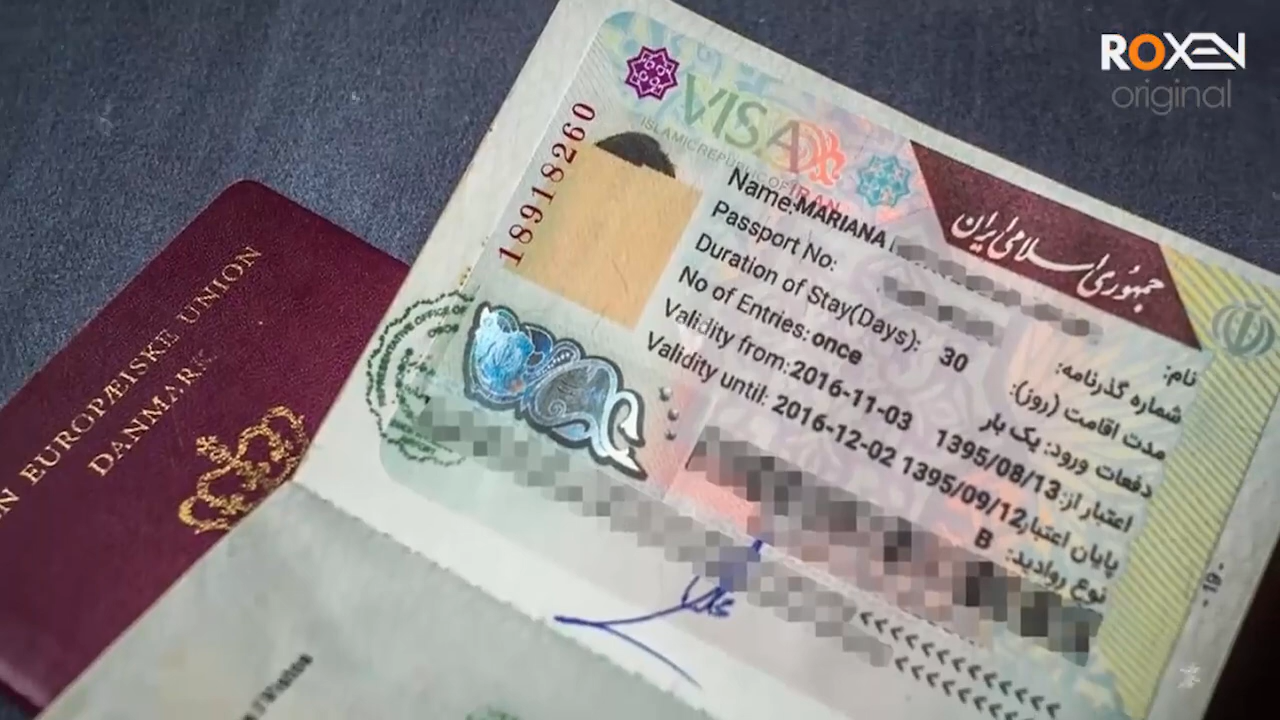 ROXEN
original
VISA
ISLAMIC REPUBLIC OF IRAN
جمهوری اسلامی ایران
18918260
Name:MARIANA
Passport No:
Duration of Stay(Days): 30
No of Entries:once
Validity from:2016-11-03
Validity until: 2016-12-02
نام:
شماره گذرنامه:
مدت اقامت (روز):
دفعات ورود: یک بار
اعتبار از:1395/08/13
پایان اعتبار:1395/09/12
نوع روادید: B
<<<<<<<<<<<<<<
<<<<<<<<<<<
- 19 -
EUROPÆISKE UNION
DANMARK